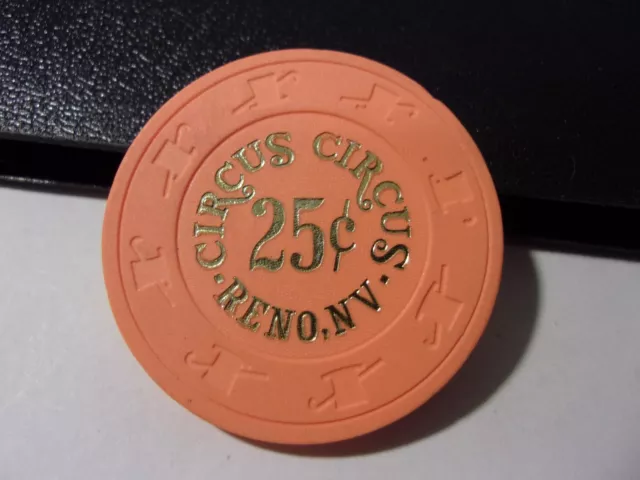 CIRCUS CIRCUS
25¢
·RENO, NV·